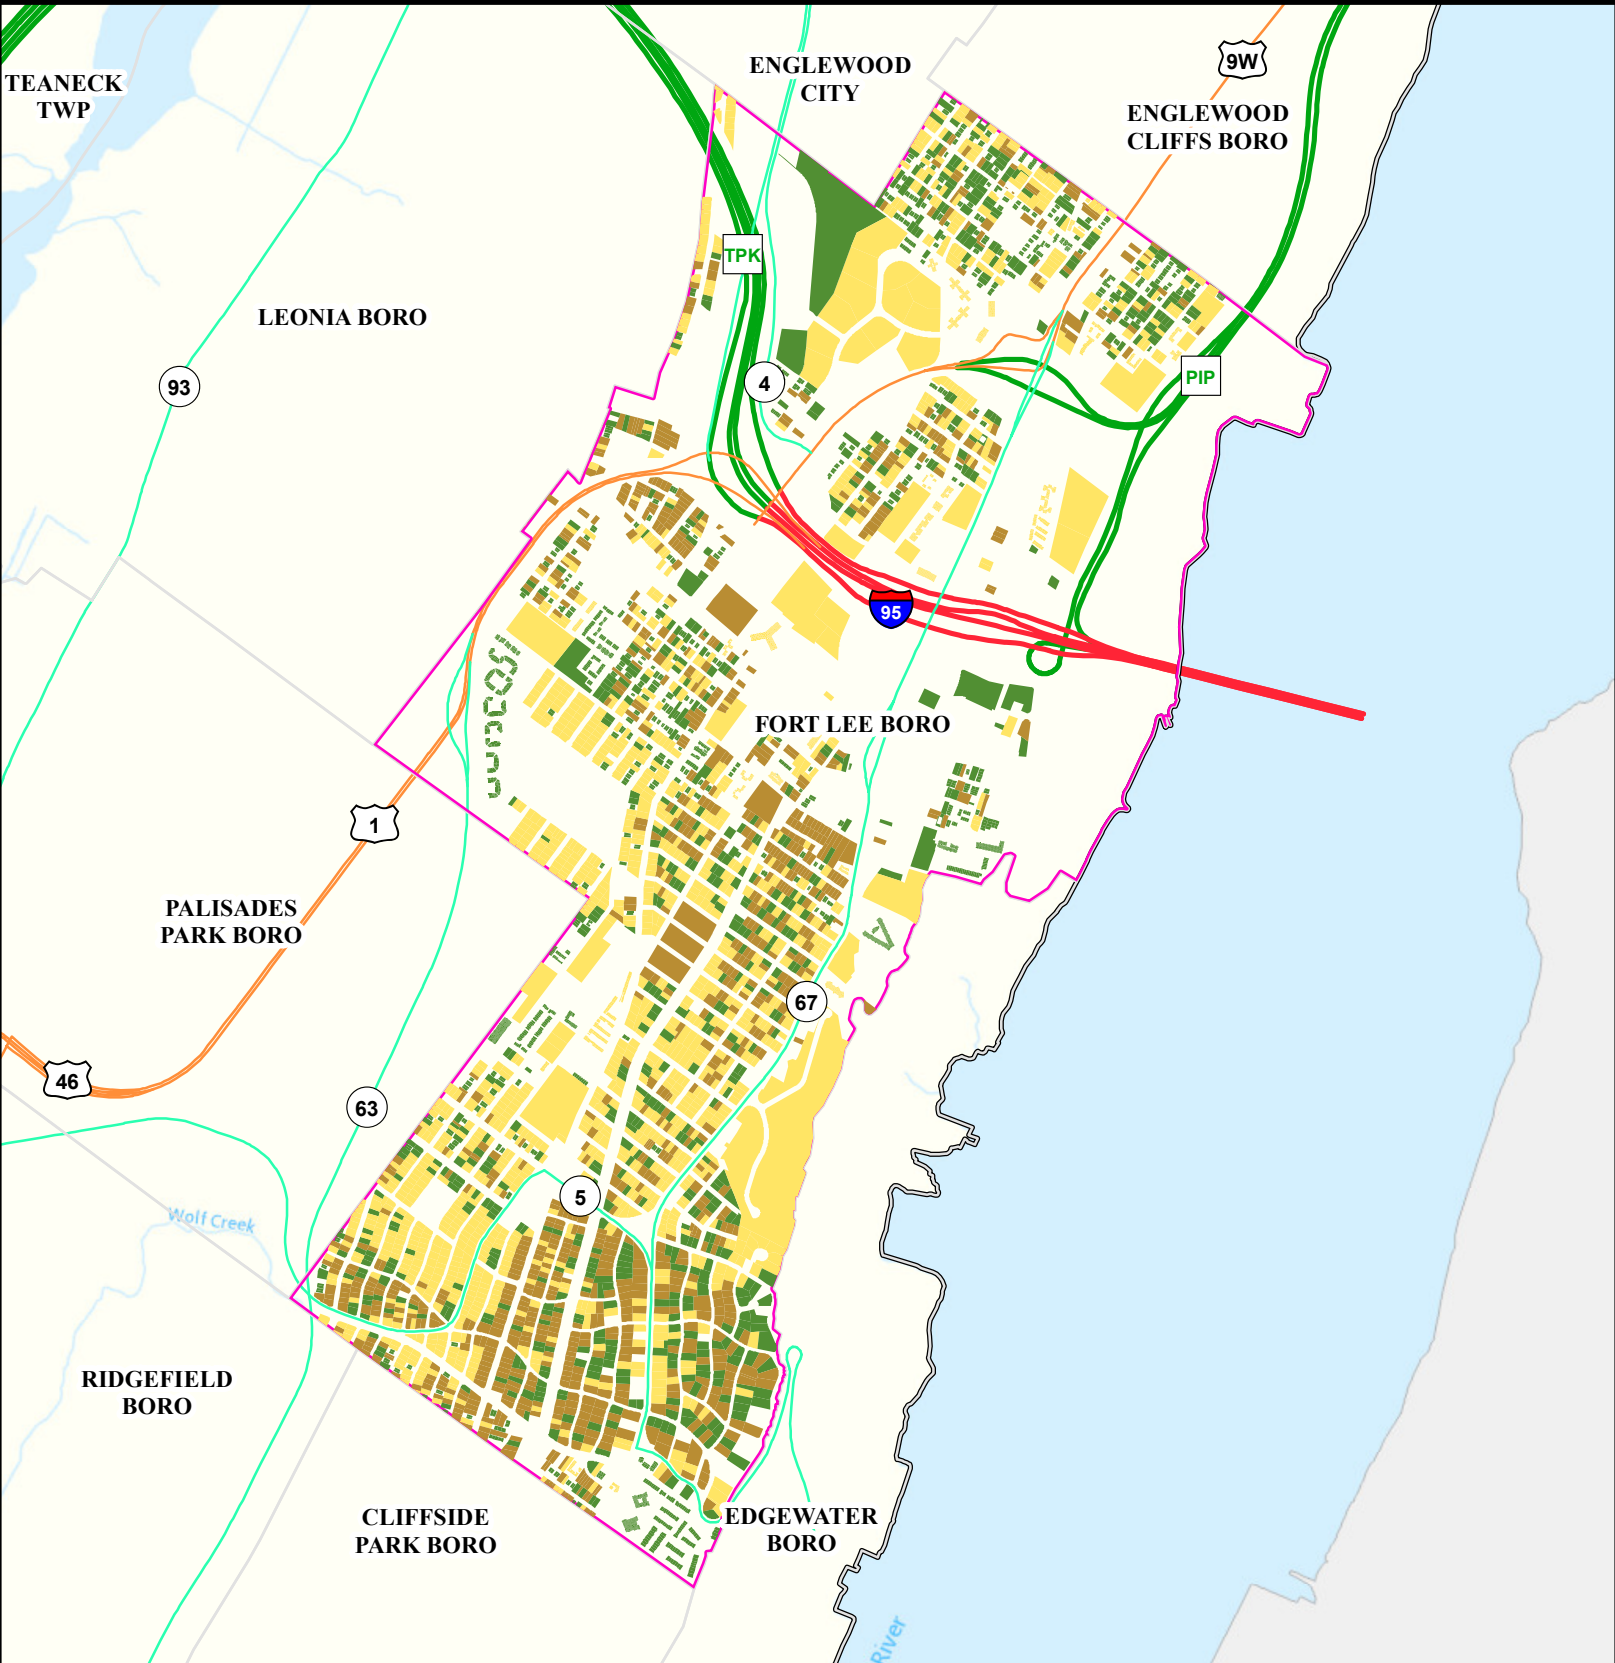 ENGLEWOOD
CITY
9W
TEANECK
TWP
ENGLEWOOD
CLIFFS BORO
TPK
LEONIA BORO
93
4
PIP
95
FORT LEE BORO
1
PALISADES
PARK BORO
67
46
63
5
Wolf Creek
RIDGEFIELD
BORO
CLIFFSIDE
PARK BORO
EDGEWATER
BORO
River